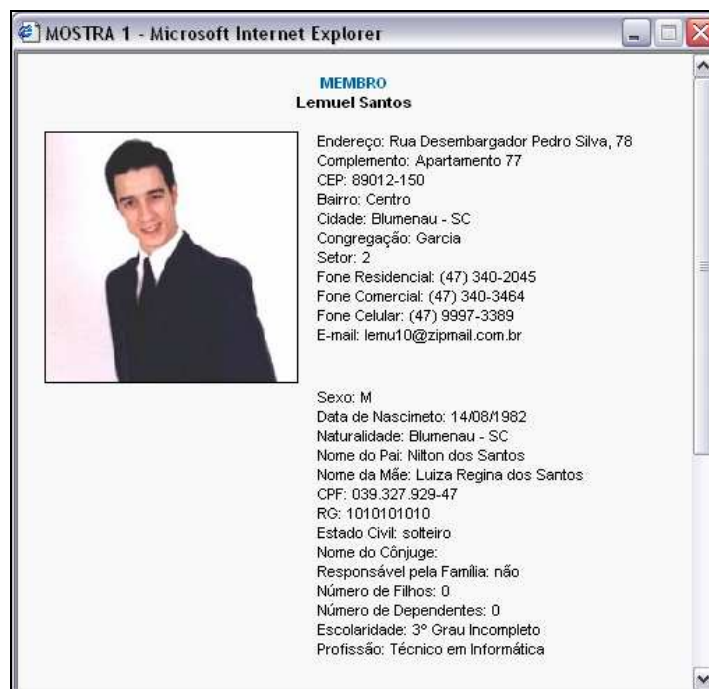 MOSTRA 1 - Microsoft Internet Explorer
MEMBRO
Lemuel Santos
Endereço: Rua Desembargador Pedro Silva, 78
Complemento: Apartamento 77
CEP: 89012-150
Bairro: Centro
Cidade: Blumenau - SC
Congregação: Garcia
Setor: 2
Fone Residencial: (47) 340-2045
Fone Comercial: (47) 340-3464
Fone Celular: (47) 9997-3389
E-mail: lemu10@zipmail.com.br
Sexo: M
Data de Nascimeto: 14/08/1982
Naturalidade: Blumenau - SC
Nome do Pai: Nilton dos Santos
Nome da Mãe: Luiza Regina dos Santos
CPF: 039.327.929-47
RG: 1010101010
Estado Civil: solteiro
Nome do Cônjuge:
Responsável pela Família: não
Número de Filhos: 0
Número de Dependentes: 0
Escolaridade: 3º Grau Incompleto
Profissão: Técnico em Informática